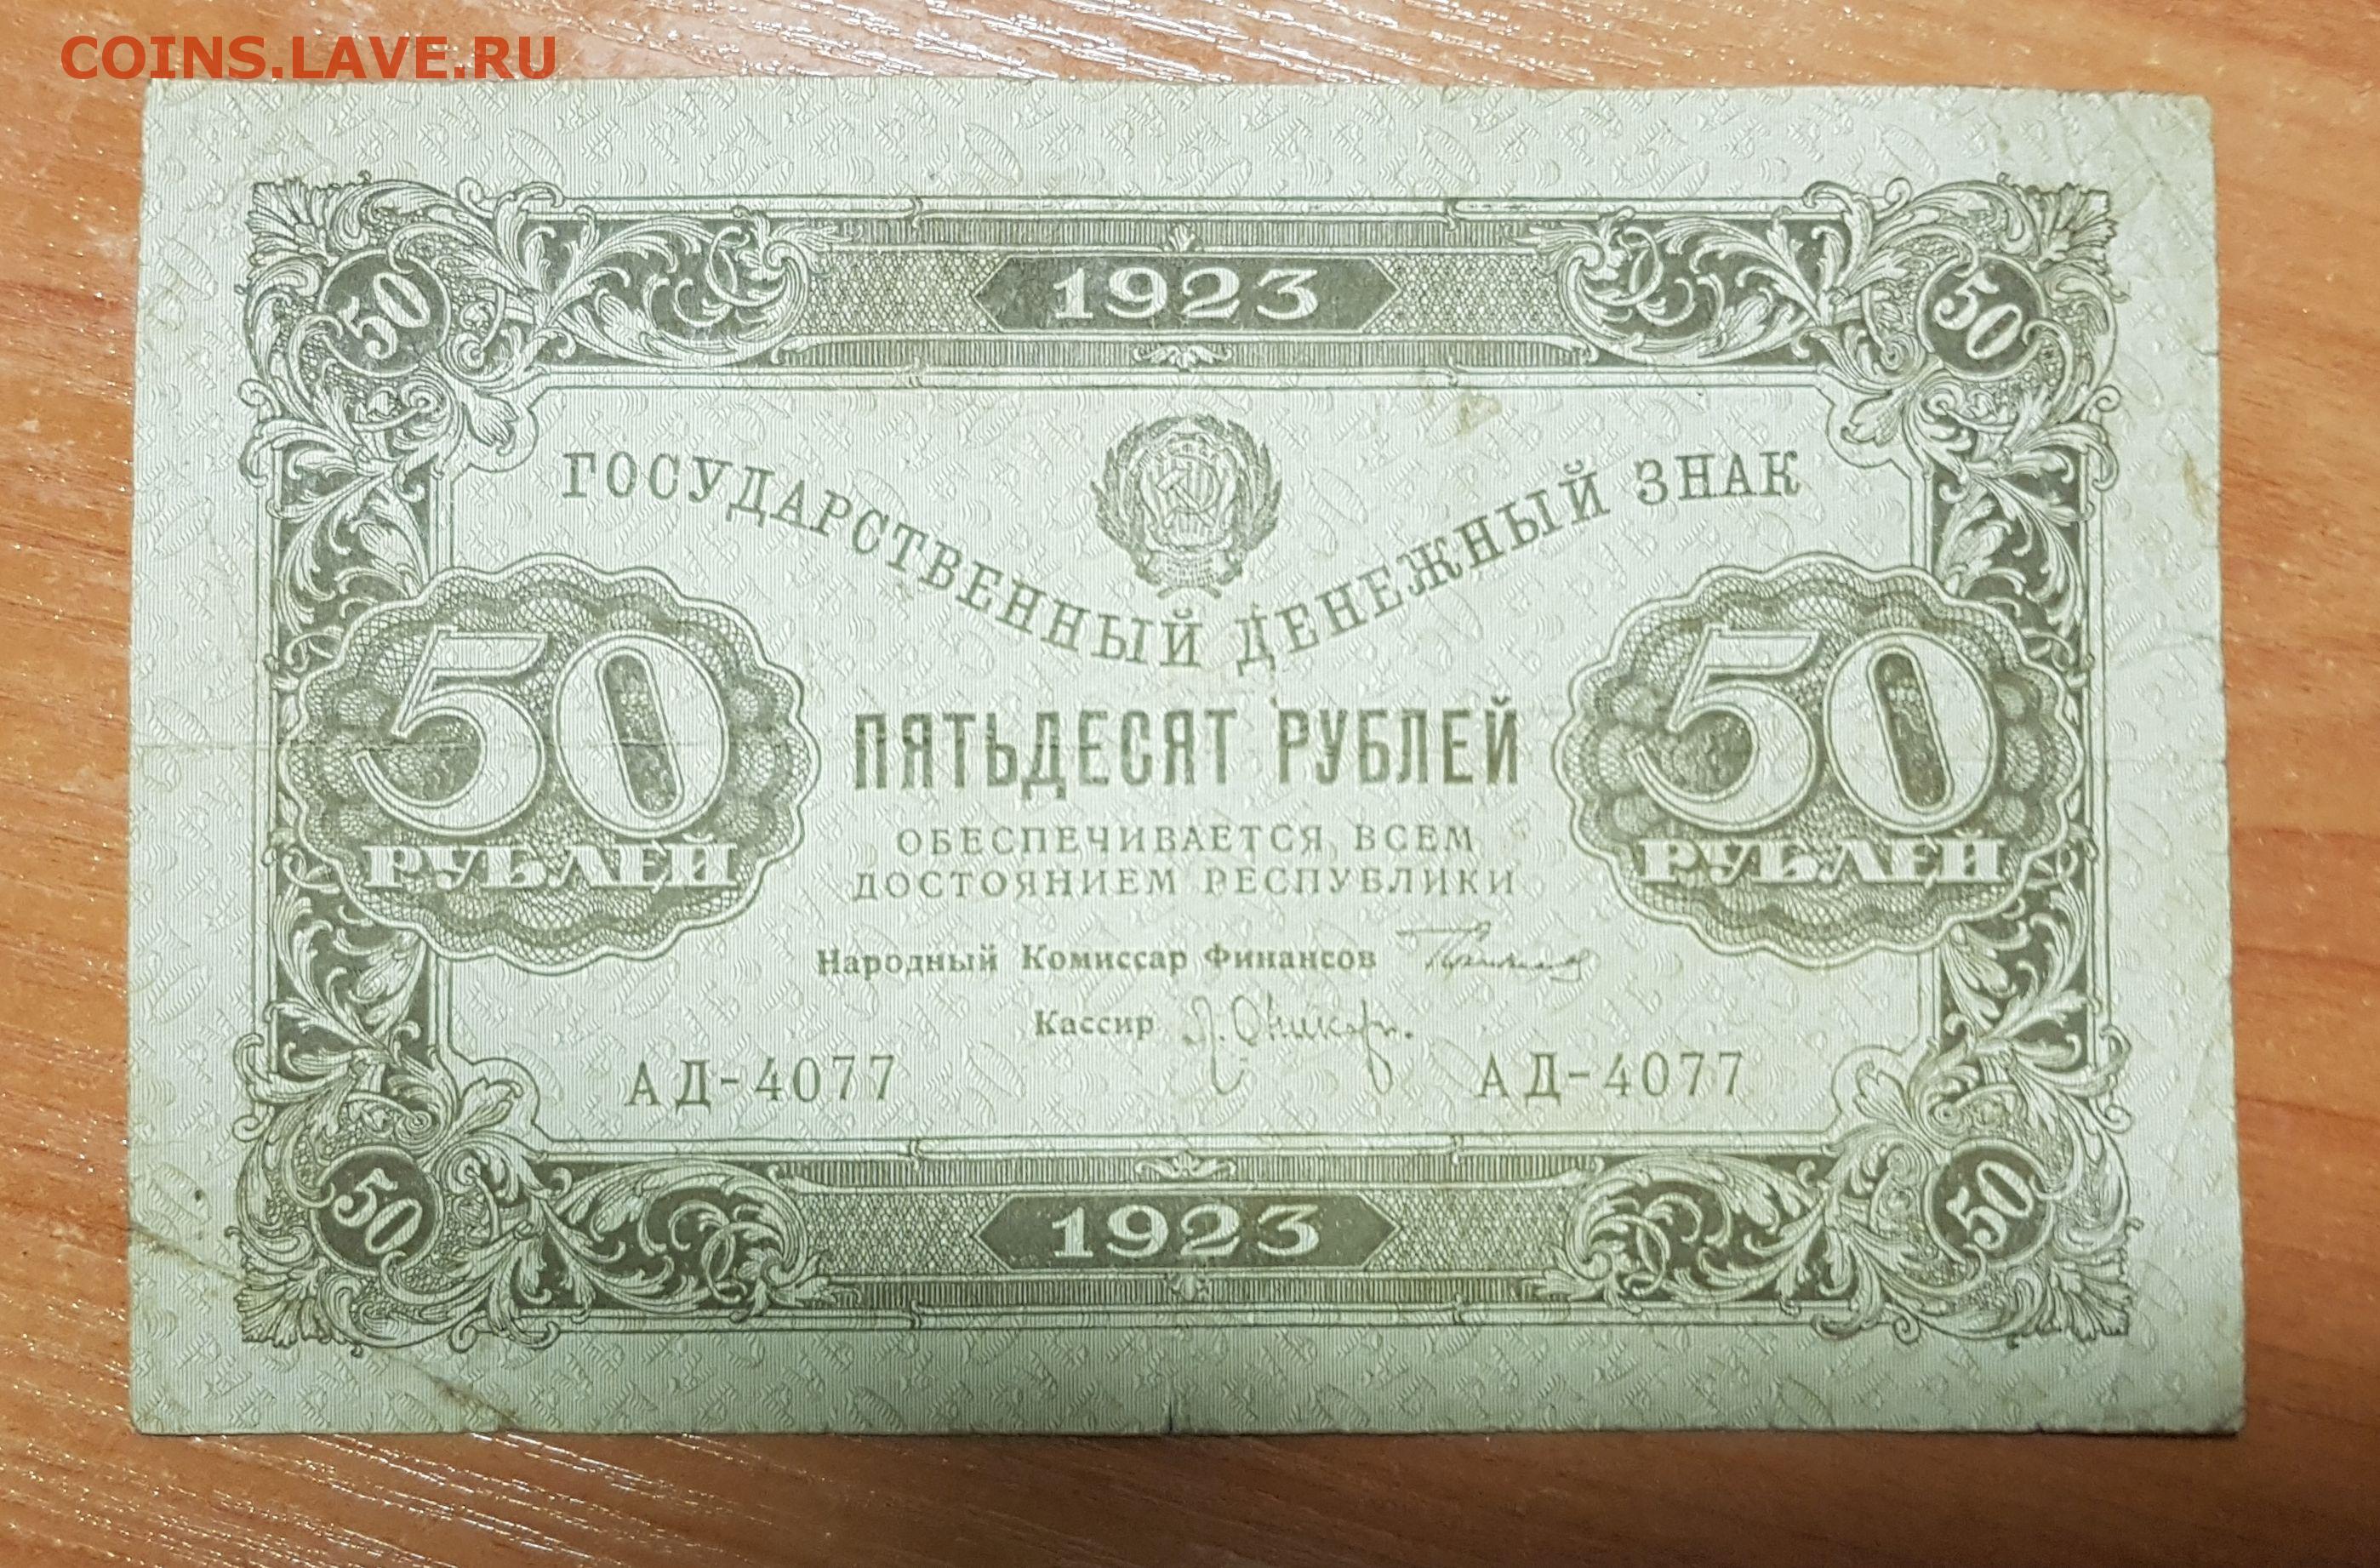 COINS.LAVE.RU
1923
50 50
ГОСУДАРСТВЕННЫЙ ДЕНЕЖНЫЙ ЗНАК
50 РУБЛЕЙ
ПЯТЬДЕСЯТ РУБЛЕЙ
50 РУБЛЕЙ
ОБЕСПЕЧИВАЕТСЯ ВСЕМ
ДОСТОЯНИЕМ РЕСПУБЛИКИ
Народный Комиссар Финансов
Кассир
АД-4077 АД-4077
50 50
1923